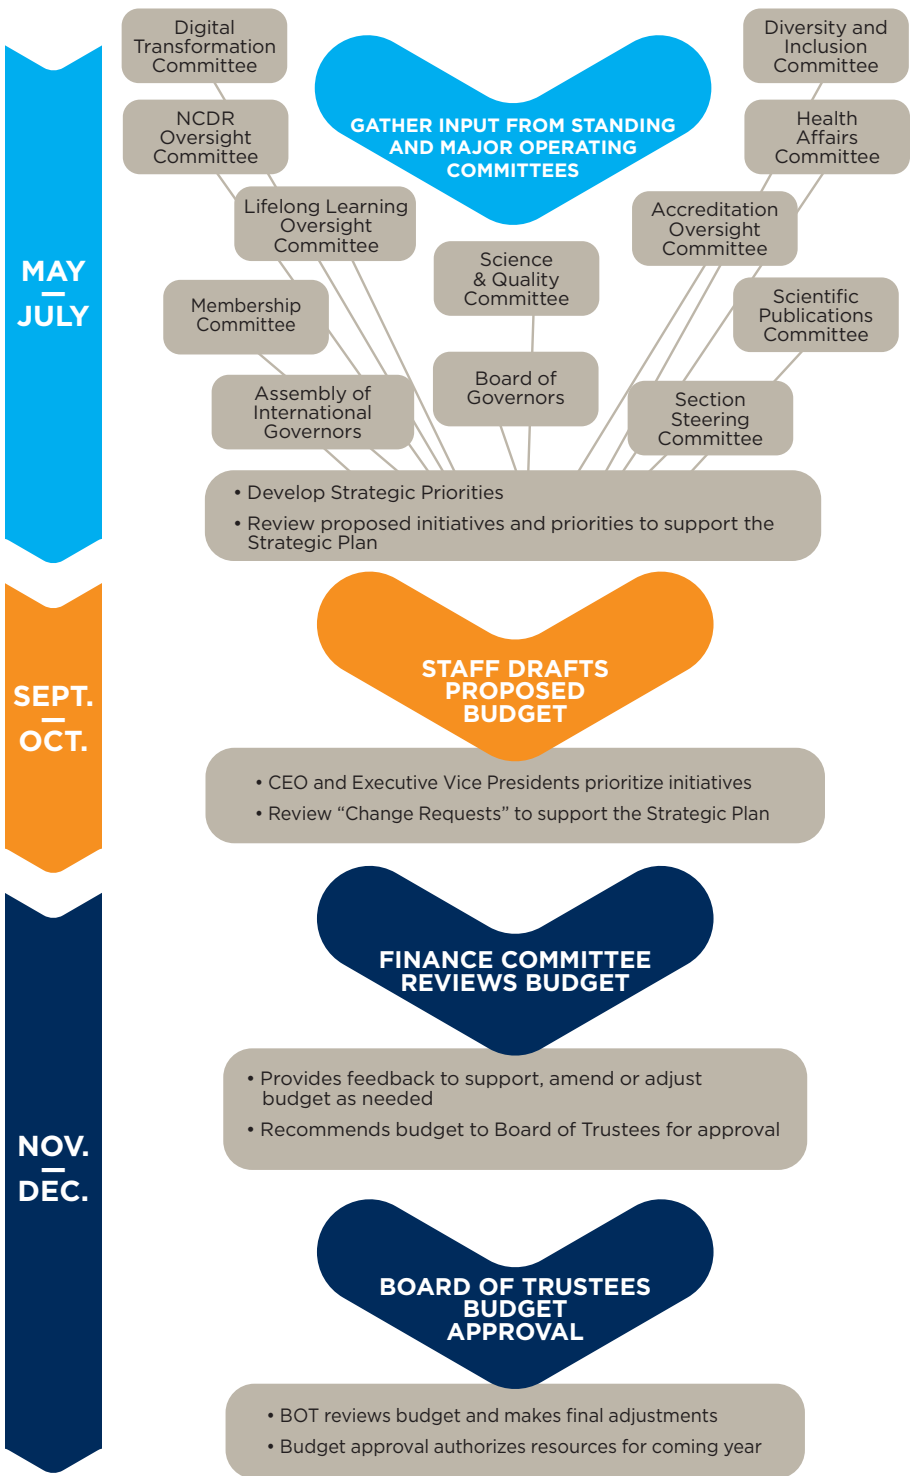 Digital
Transformation
Committee
Diversity and
Inclusion
Committee
GATHER INPUT FROM STANDING
AND MAJOR OPERATING
COMMITTEES
NCDR
Oversight
Committee
Health
Affairs
Committee
Lifelong Learning
Oversight
Committee
Accreditation
Oversight
Committee
Science
& Quality
Committee
Membership
Committee
Scientific
Publications
Committee
Assembly of
International
Governors
Board of
Governors
Section
Steering
Committee
MAY
—
JULY
• Develop Strategic Priorities
• Review proposed initiatives and priorities to support the
Strategic Plan
SEPT.
—
OCT.
STAFF DRAFTS
PROPOSED
BUDGET
• CEO and Executive Vice Presidents prioritize initiatives
• Review “Change Requests” to support the Strategic Plan
NOV.
—
DEC.
FINANCE COMMITTEE
REVIEWS BUDGET
• Provides feedback to support, amend or adjust
budget as needed
• Recommends budget to Board of Trustees for approval
BOARD OF TRUSTEES
BUDGET
APPROVAL
• BOT reviews budget and makes final adjustments
• Budget approval authorizes resources for coming year